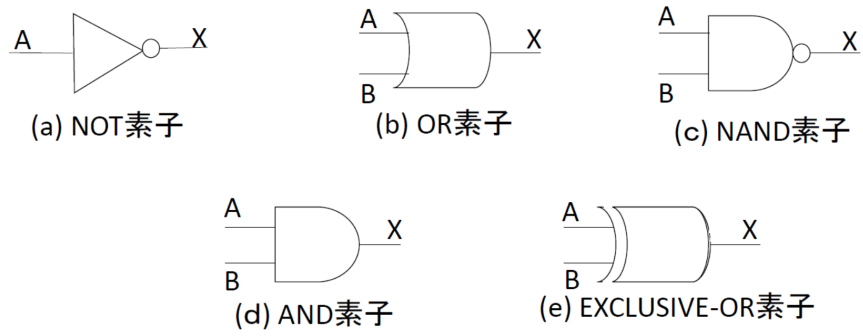 A X
B
(a) NOT素子
A X
B
(b) OR素子
A X
B
(c) NAND素子
A X
B
(d) AND素子
A X
B
(e) EXCLUSIVE-OR素子